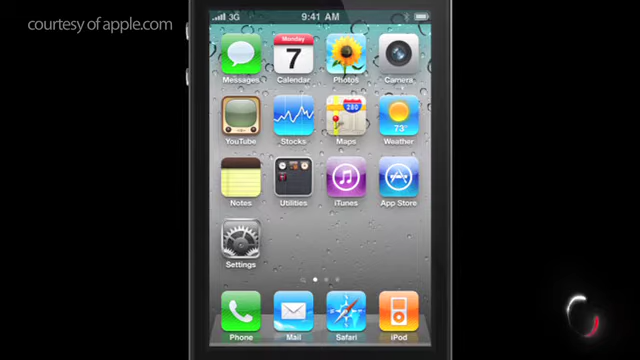 courtesy of apple.com
3G 9:41 AM
Messages Calendar Photos Camera
Monday
7
YouTube Stocks Maps Weather
280
73°
Notes Utilities iTunes App Store
Settings
Phone Mail Safari iPod